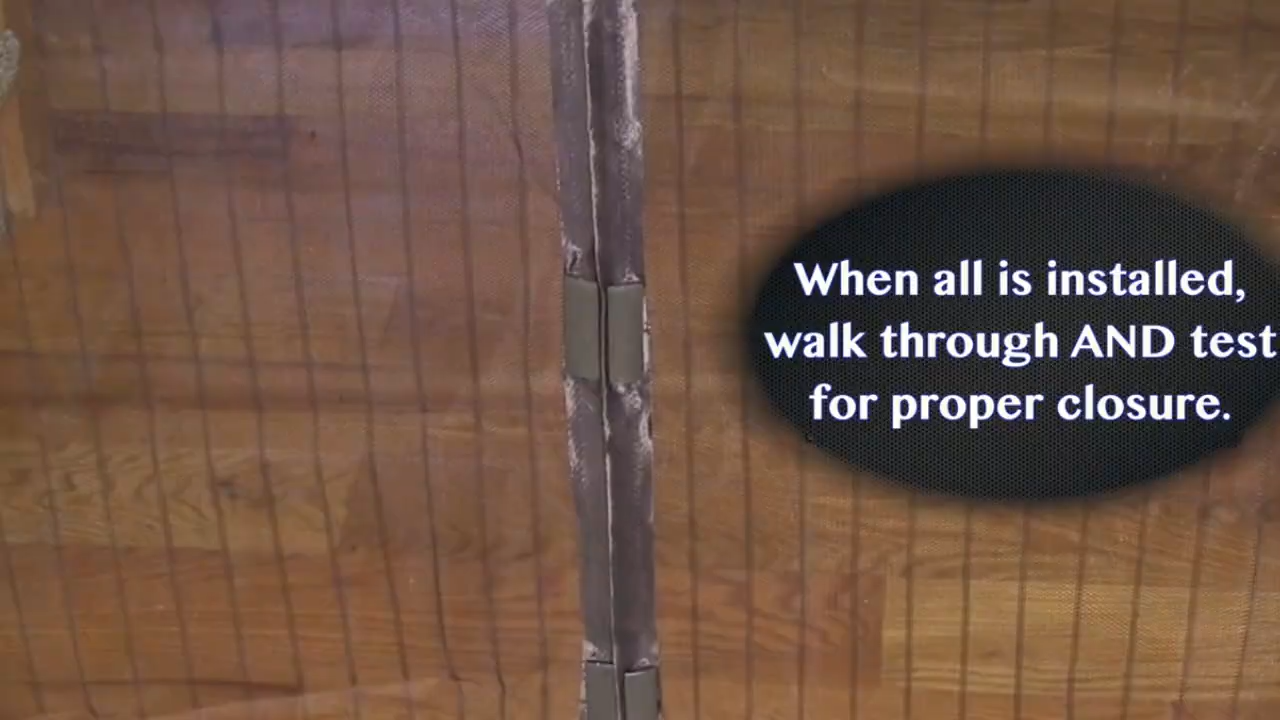 When all is installed,
walk through AND test
for proper closure.